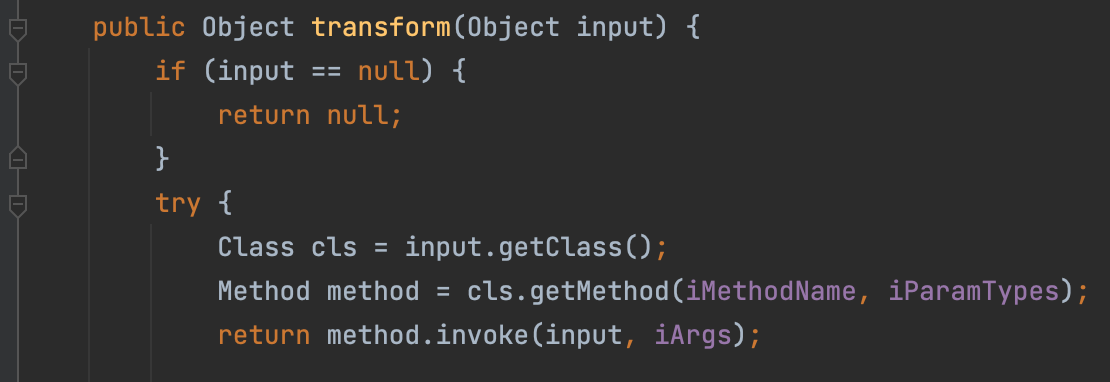 public Object transform(Object input) {
if (input == null) {
return null;
}
try {
Class cls = input.getClass();
Method method = cls.getMethod(iMethodName, iParamTypes);
return method.invoke(input, iArgs);